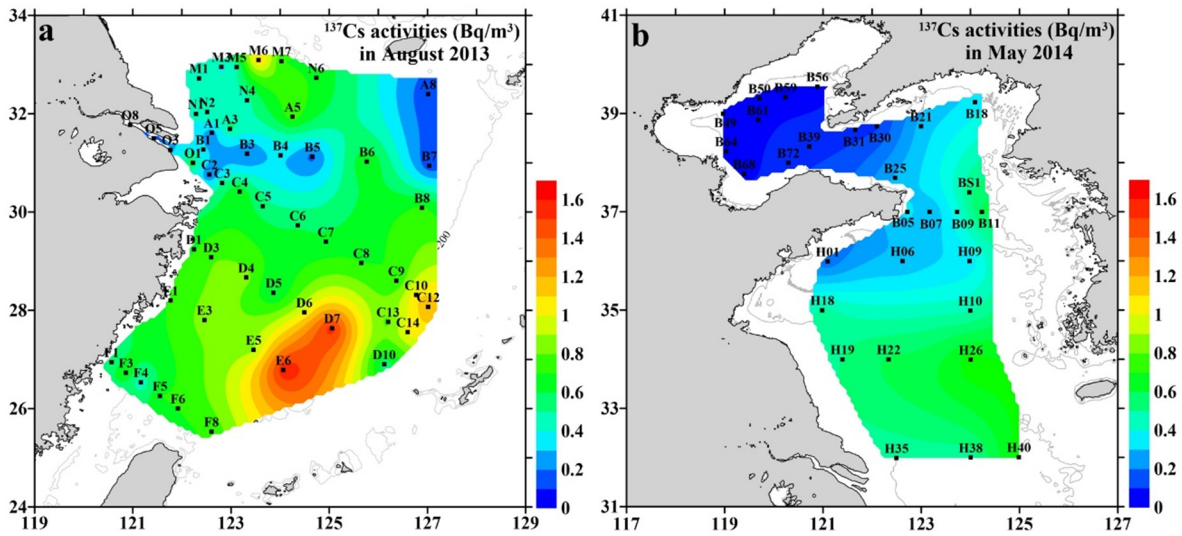 a
¹³⁷Cs activities (Bq/m³)
in August 2013
34
32
30
28
26
24
119 121 123 125 127 129
M1 M3 M5 M6 M7 N6
N2 N4 A5 A8
O8 O5 O3 A1 A3
B1 B3 B4 B5 B6 B7
O1 C2 C3 C4 C5 B8
C6 C7 C8 C9 C10 C12
D1 D3 D4 D5 D6 D7 C13 C14
E1 E3 E5 E6 D10
F1 F3 F4 F5 F6 F8
200
1.6
1.4
1.2
1
0.8
0.6
0.4
0.2
0
b
¹³⁷Cs activities (Bq/m³)
in May 2014
41
39
37
35
33
31
117 119 121 123 125 127
B50 B59 B56
B49 B61 B18
B64 B39 B31 B30 B21
B68 B72 B25 BS1
B05 B07 B09 B11
H01 H06 H09
H18 H10
H19 H22 H26
H35 H38 H40
1.6
1.4
1.2
1
0.8
0.6
0.4
0.2
0